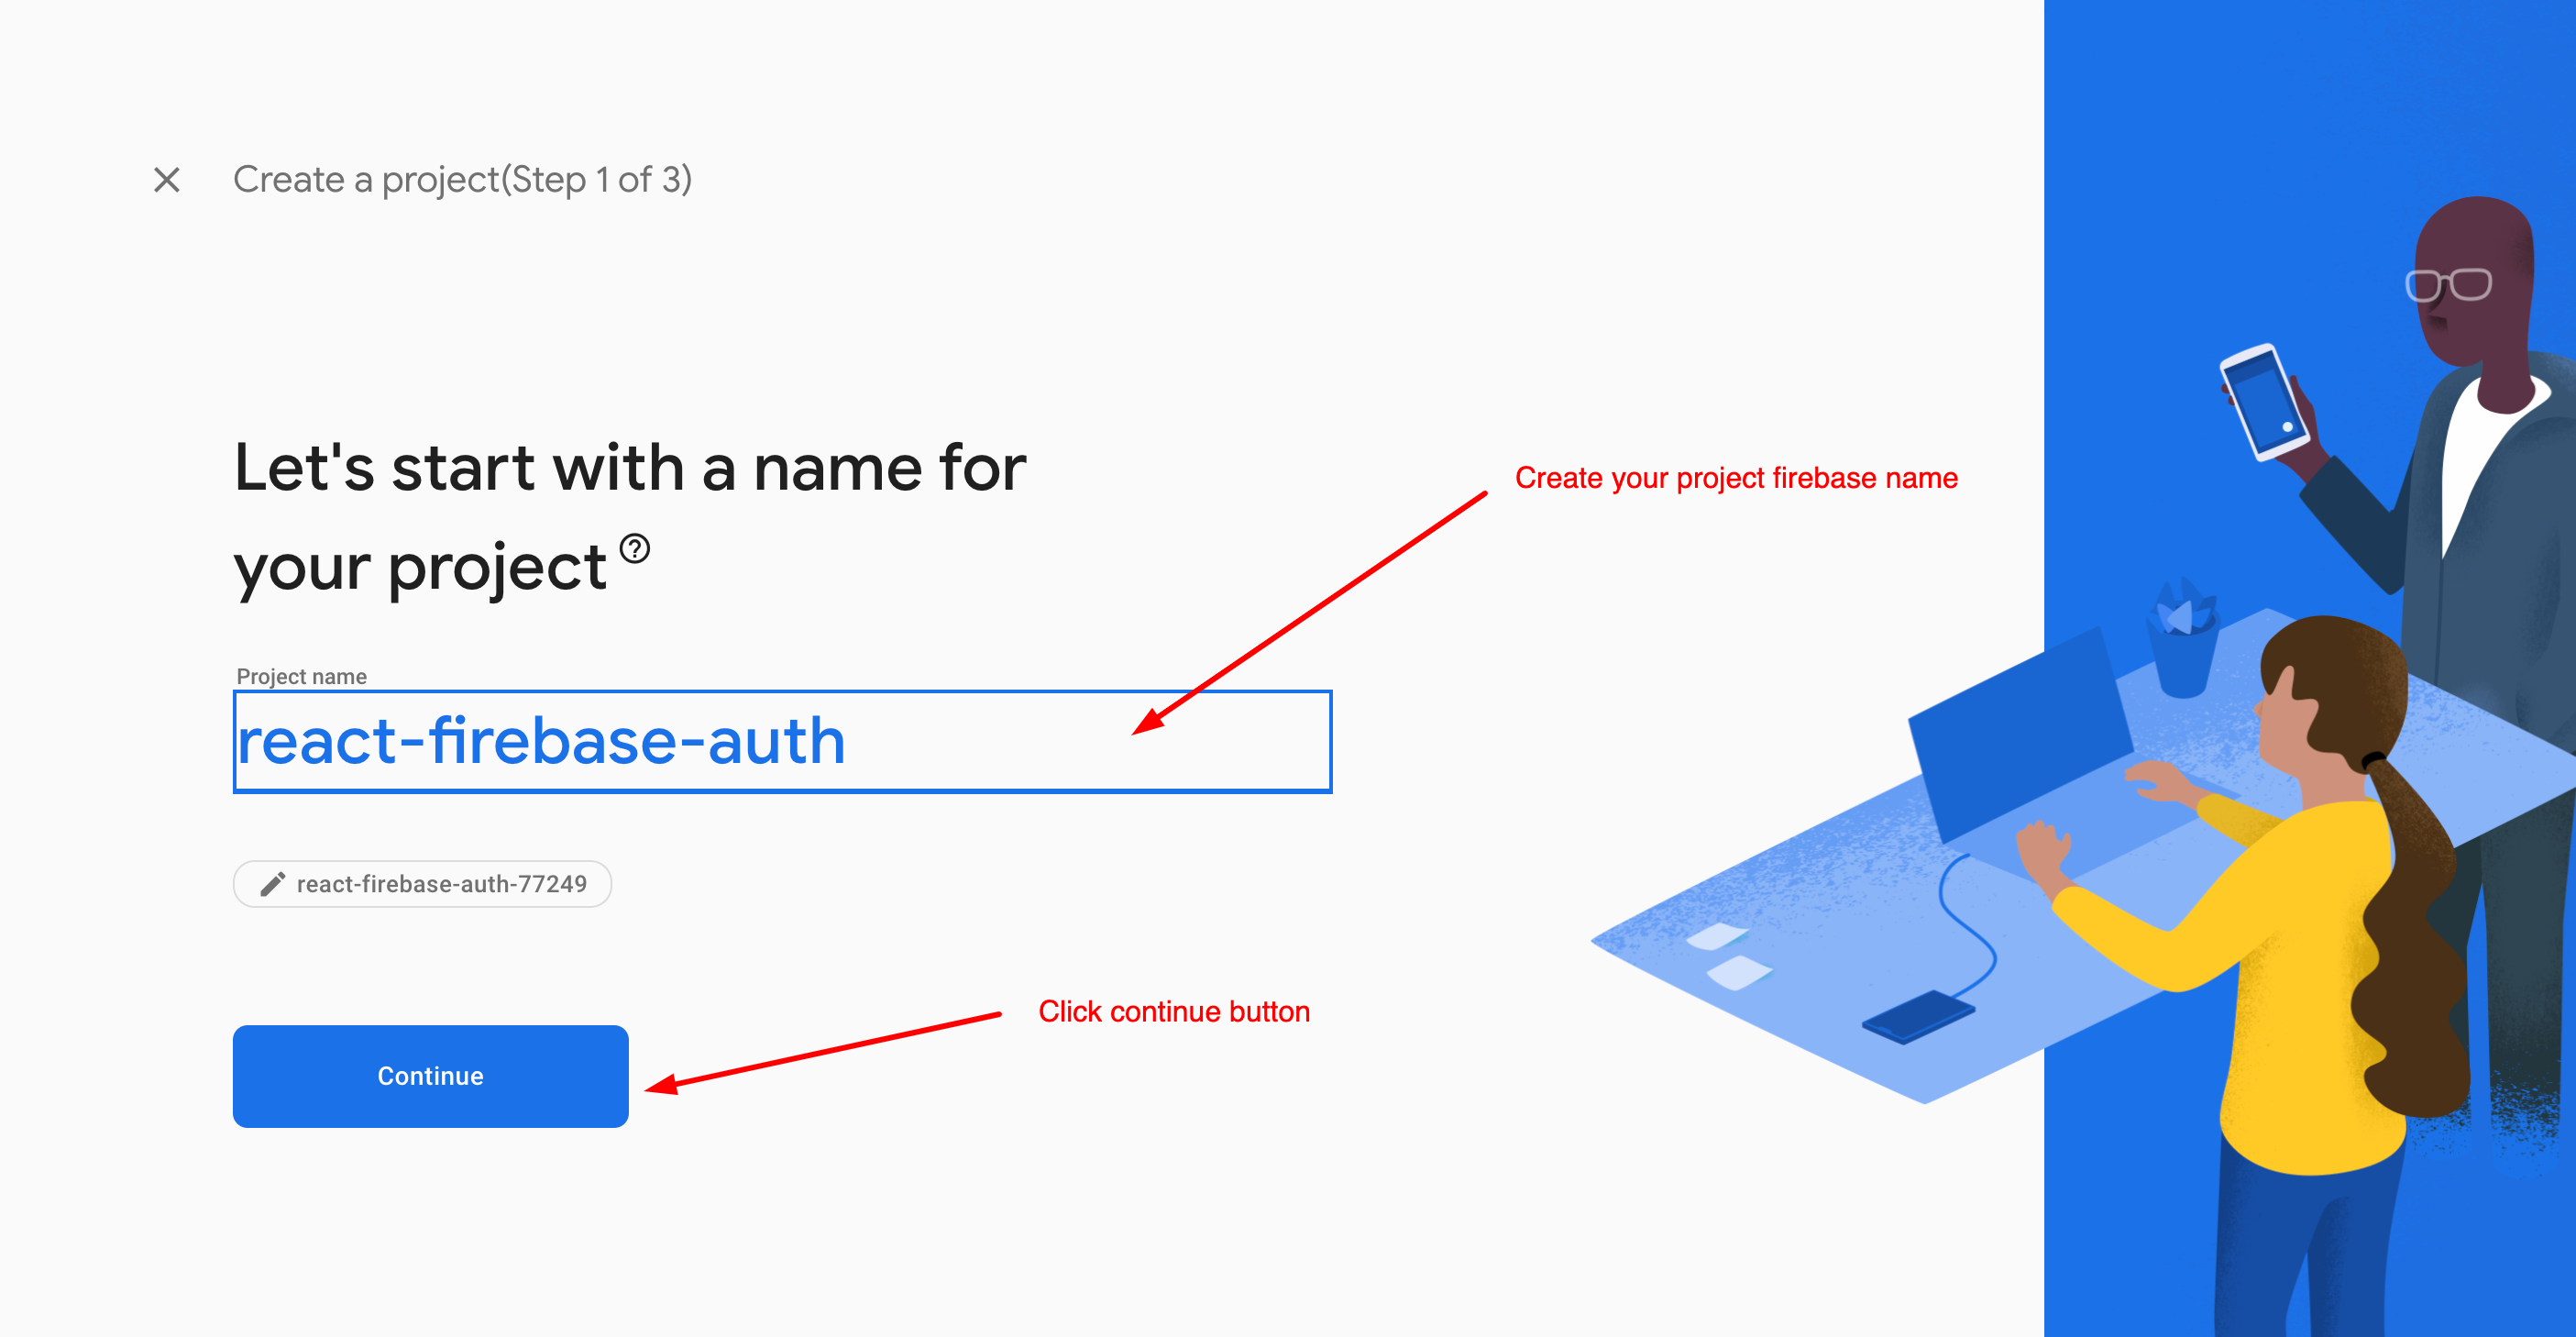 Create a project(Step 1 of 3)
Let's start with a name for
your project
Create your project firebase name
Project name
react-firebase-auth
react-firebase-auth-77249
Click continue button
Continue